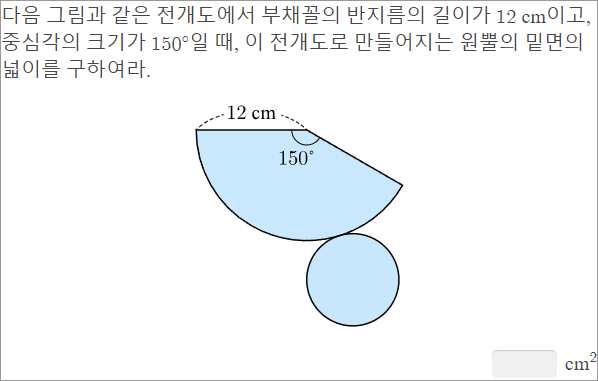 다음 그림과 같은 전개도에서 부채꼴의 반지름의 길이가 12 cm이고,
중심각의 크기가 150°일 때, 이 전개도로 만들어지는 원뿔의 밑면의
넓이를 구하여라.
12 cm
150°
cm²